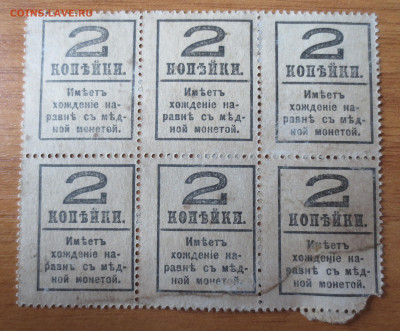 COINS.LAVE.RU
2 2 2
КОПѢЙКИ. КОПѢЙКИ. КОПѢЙКИ.
Имѣетъ Имѣетъ Имѣетъ
хожденіе на- хожденіе на- хожденіе на-
равнѣ съ мѣд- равнѣ съ мѣд- равнѣ съ мѣд-
ной монетой. ной монетой. ной монетой.
2 2 2
КОПѢЙКИ. КОПѢЙКИ. КОПѢЙКИ.
Имѣетъ Имѣетъ Имѣетъ
хожденіе на- хожденіе на- хожденіе на-
равнѣ съ мѣд- равнѣ съ мѣд- равнѣ съ мѣд-
ной монетой. ной монетой. ной монетой.